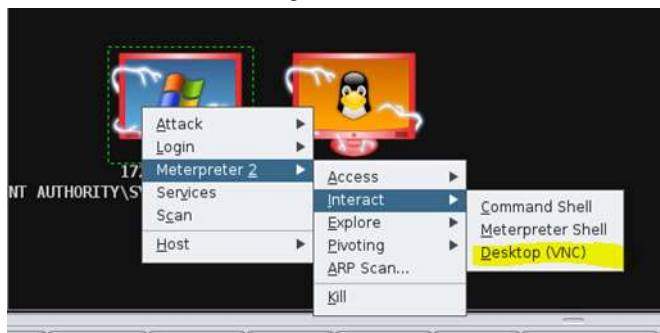 Attack
Login
Meterpreter 2
Services
Scan
Host
17
NT AUTHORITY\S
Access
Interact
Explore
Pivoting
ARP Scan...
Kill
Command Shell
Meterpreter Shell
Desktop (VNC)